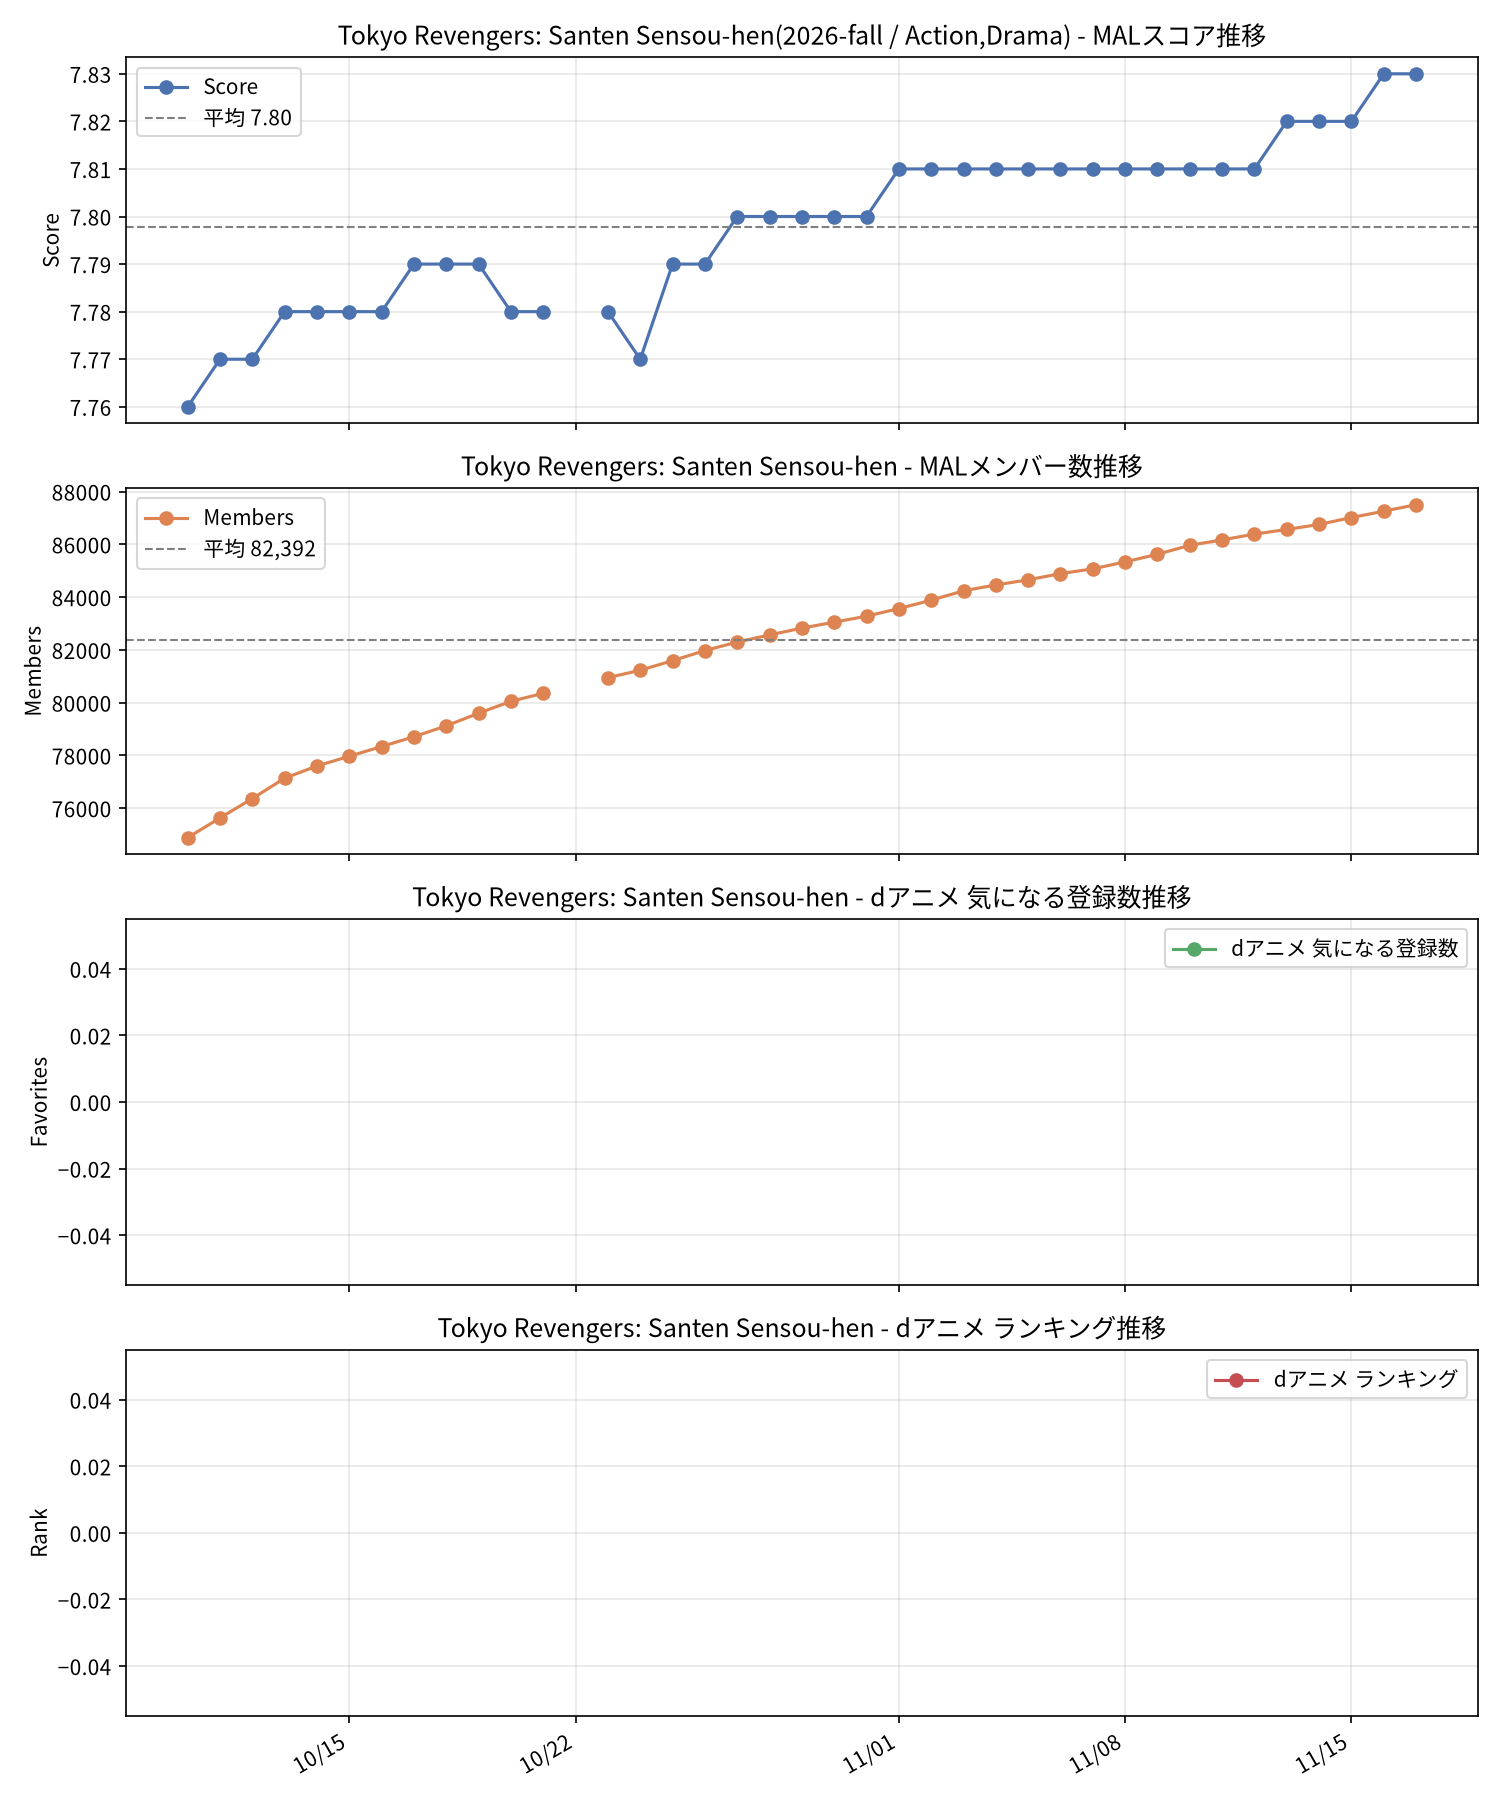 Tokyo Revengers: Santen Sensou-hen(2026-fall / Action,Drama) - MALスコア推移
Score
平均 7.80
7.83
7.82
7.81
7.80
7.79
7.78
7.77
7.76
Score
Tokyo Revengers: Santen Sensou-hen - MALメンバー数推移
Members
平均 82,392
88000
86000
84000
82000
80000
78000
76000
Members
Tokyo Revengers: Santen Sensou-hen - dアニメ 気になる登録数推移
dアニメ 気になる登録数
0.04
0.02
0.00
−0.02
−0.04
Favorites
Tokyo Revengers: Santen Sensou-hen - dアニメ ランキング推移
dアニメ ランキング
0.04
0.02
0.00
−0.02
−0.04
Rank
10/15
10/22
11/01
11/08
11/15